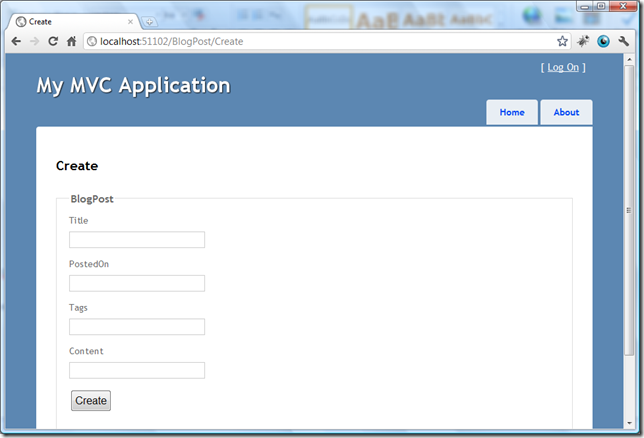 Create
localhost:51102/BlogPost/Create
[ Log On ]
My MVC Application
Home
About
Create
BlogPost
Title
PostedOn
Tags
Content
Create